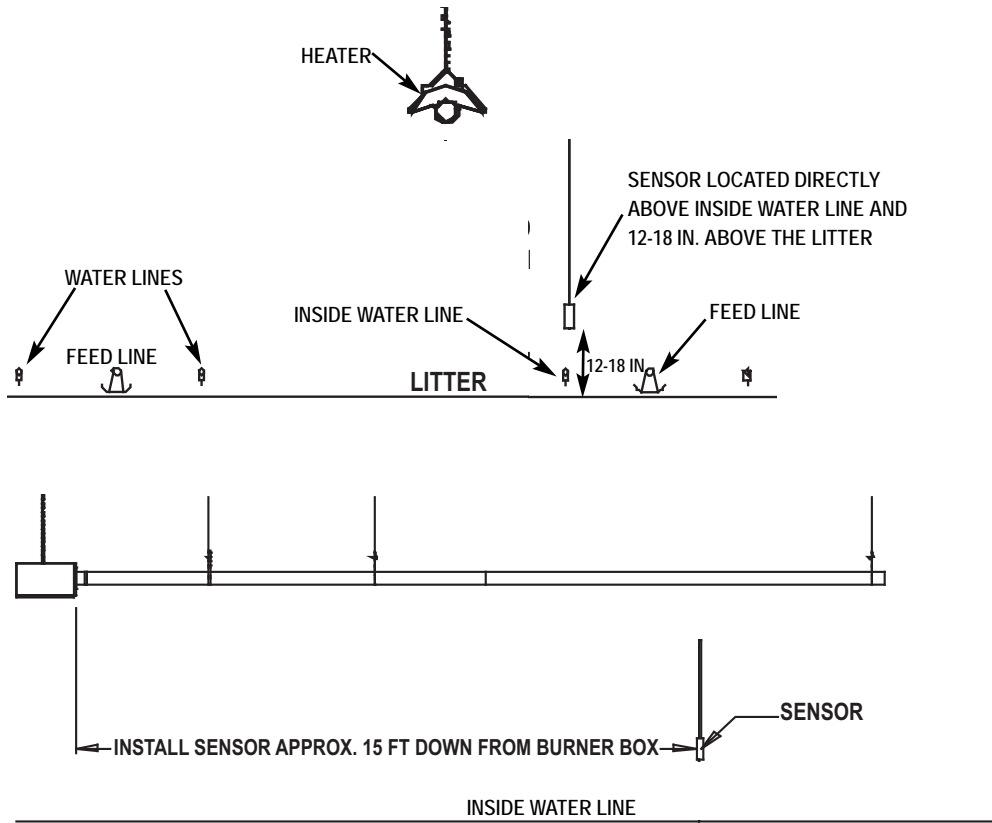 HEATER
SENSOR LOCATED DIRECTLY
ABOVE INSIDE WATER LINE AND
12-18 IN. ABOVE THE LITTER
WATER LINES
INSIDE WATER LINE
FEED LINE
FEED LINE
12-18 IN.
LITTER
SENSOR
INSTALL SENSOR APPROX. 15 FT DOWN FROM BURNER BOX
INSIDE WATER LINE